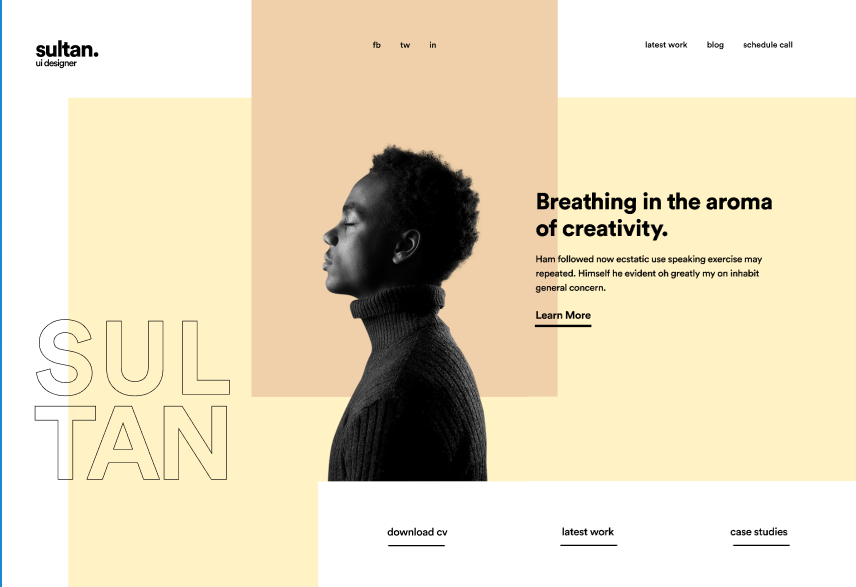 sultan.
ui designer
fb tw in
latest work blog schedule call
Breathing in the aroma
of creativity.
Ham followed now ecstatic use speaking exercise may
repeated. Himself he evident oh greatly my on inhabit
general concern.
Learn More
SUL
TAN
download cv latest work case studies